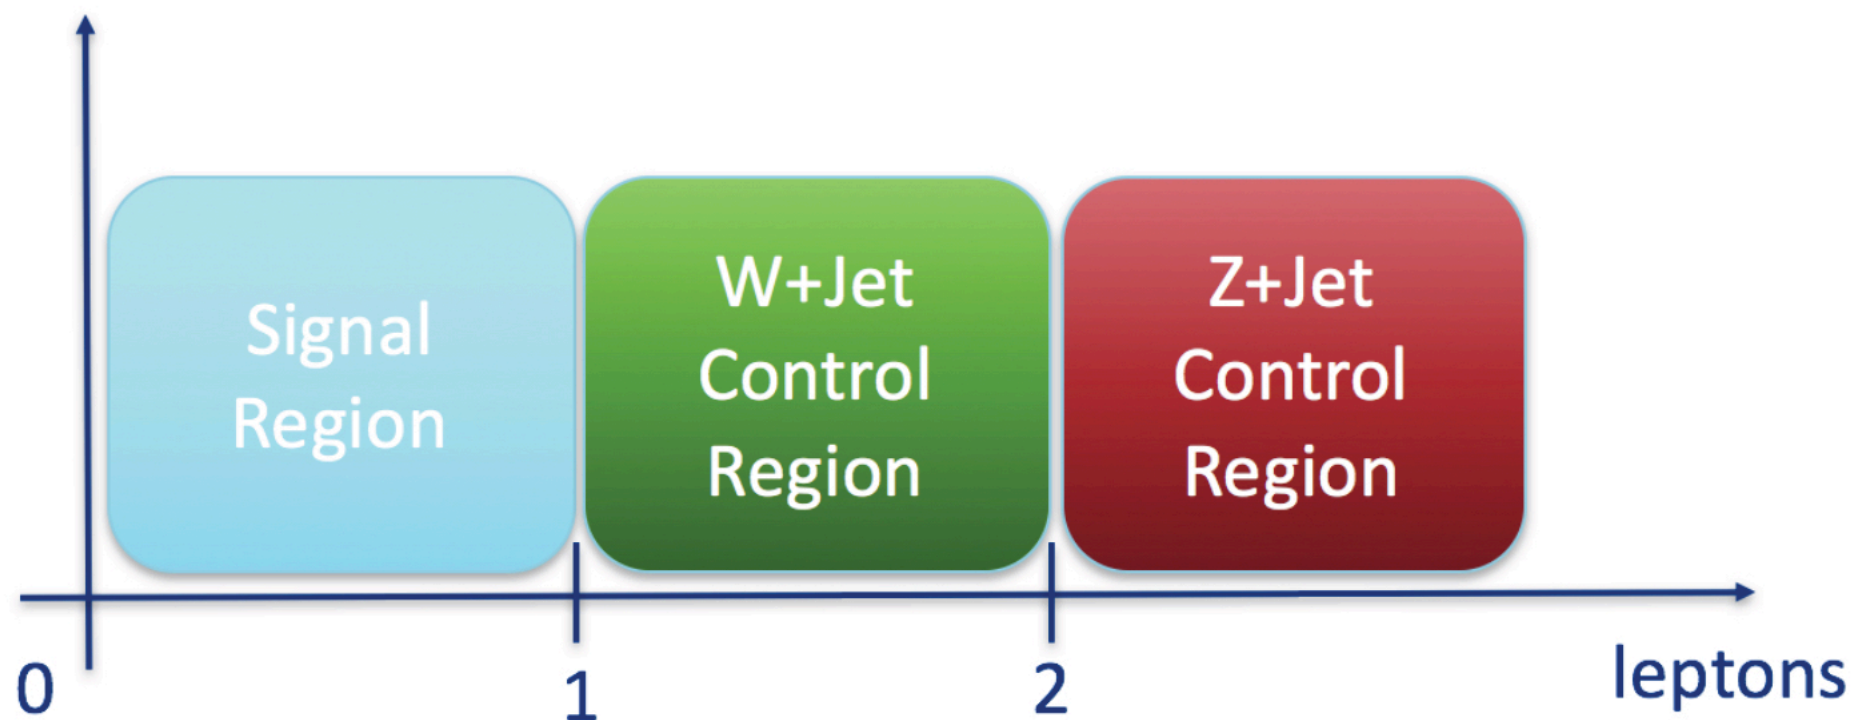 Signal
Region
W+Jet
Control
Region
Z+Jet
Control
Region
0
1
2
leptons